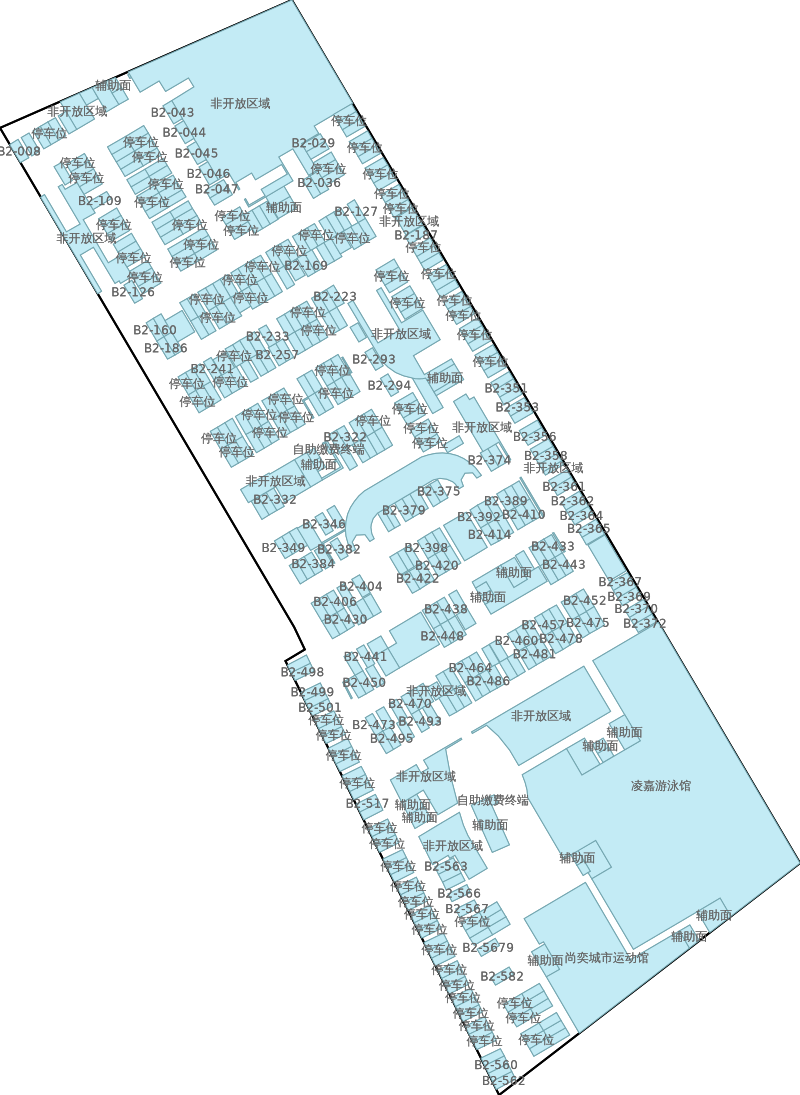 辅助面
非开放区域
非开放区域
B2-043
停车位
停车位
B2-044
停车位
B2-029
停车位
B2-008
B2-045
停车位
停车位
停车位
B2-046
停车位
停车位
停车位
B2-036
B2-047
停车位
B2-109
停车位
辅助面
停车位
B2-127
停车位
非开放区域
停车位
停车位
停车位
B2-187
停车位
停车位
非开放区域
停车位
停车位
停车位
停车位
停车位
停车位
B2-169
停车位
停车位
停车位
停车位
停车位
B2-126
停车位
停车位
B2-223
停车位
停车位
停车位
停车位
停车位
B2-160
停车位
非开放区域
停车位
B2-233
B2-186
停车位
B2-257
B2-293
停车位
B2-241
停车位
辅助面
停车位
停车位
B2-294
B2-351
停车位
停车位
停车位
B2-353
停车位
停车位
停车位
停车位
停车位
停车位
非开放区域
停车位
B2-322
B2-356
停车位
停车位
自助缴费终端
停车位
B2-358
B2-374
辅助面
非开放区域
非开放区域
B2-361
B2-375
B2-332
B2-389
B2-362
B2-379
B2-392
B2-410
B2-364
B2-346
B2-365
B2-414
B2-349
B2-382
B2-398
B2-433
B2-384
B2-420
B2-443
辅助面
B2-422
B2-367
B2-404
辅助面
B2-369
B2-406
B2-452
B2-438
B2-370
B2-430
B2-457
B2-475
B2-372
B2-448
B2-460
B2-478
B2-441
B2-481
B2-498
B2-464
B2-450
B2-486
B2-499
非开放区域
B2-501
B2-470
停车位
B2-473
B2-493
非开放区域
停车位
B2-495
辅助面
辅助面
停车位
非开放区域
停车位
凌嘉游泳馆
B2-517
辅助面
自助缴费终端
辅助面
停车位
辅助面
停车位
非开放区域
辅助面
停车位
B2-563
停车位
B2-566
停车位
B2-567
停车位
停车位
辅助面
停车位
辅助面
停车位
B2-5679
辅助面
尚奕城市运动馆
停车位
B2-582
停车位
停车位
停车位
停车位
停车位
停车位
停车位
停车位
B2-560
B2-562